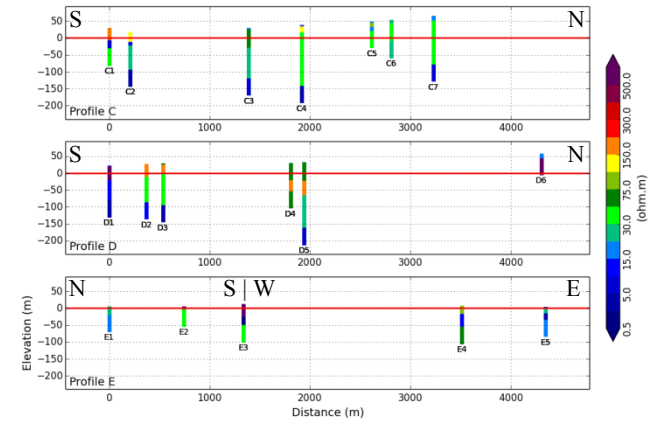 S N
50
0
−50
−100
−150
−200
C1 C2 C3 C4 C5 C6 C7
Profile C
0 1000 2000 3000 4000
S N
50
0
−50
−100
−150
−200
D1 D2 D3 D4 D5 D6
Profile D
0 1000 2000 3000 4000
N S | W E
50
0
−50
−100
−150
−200
E1 E2 E3 E4 E5
Profile E
0 1000 2000 3000 4000
Elevation (m)
Distance (m)
500.0
300.0
150.0
75.0
30.0
15.0
5.0
0.5
(ohm.m)